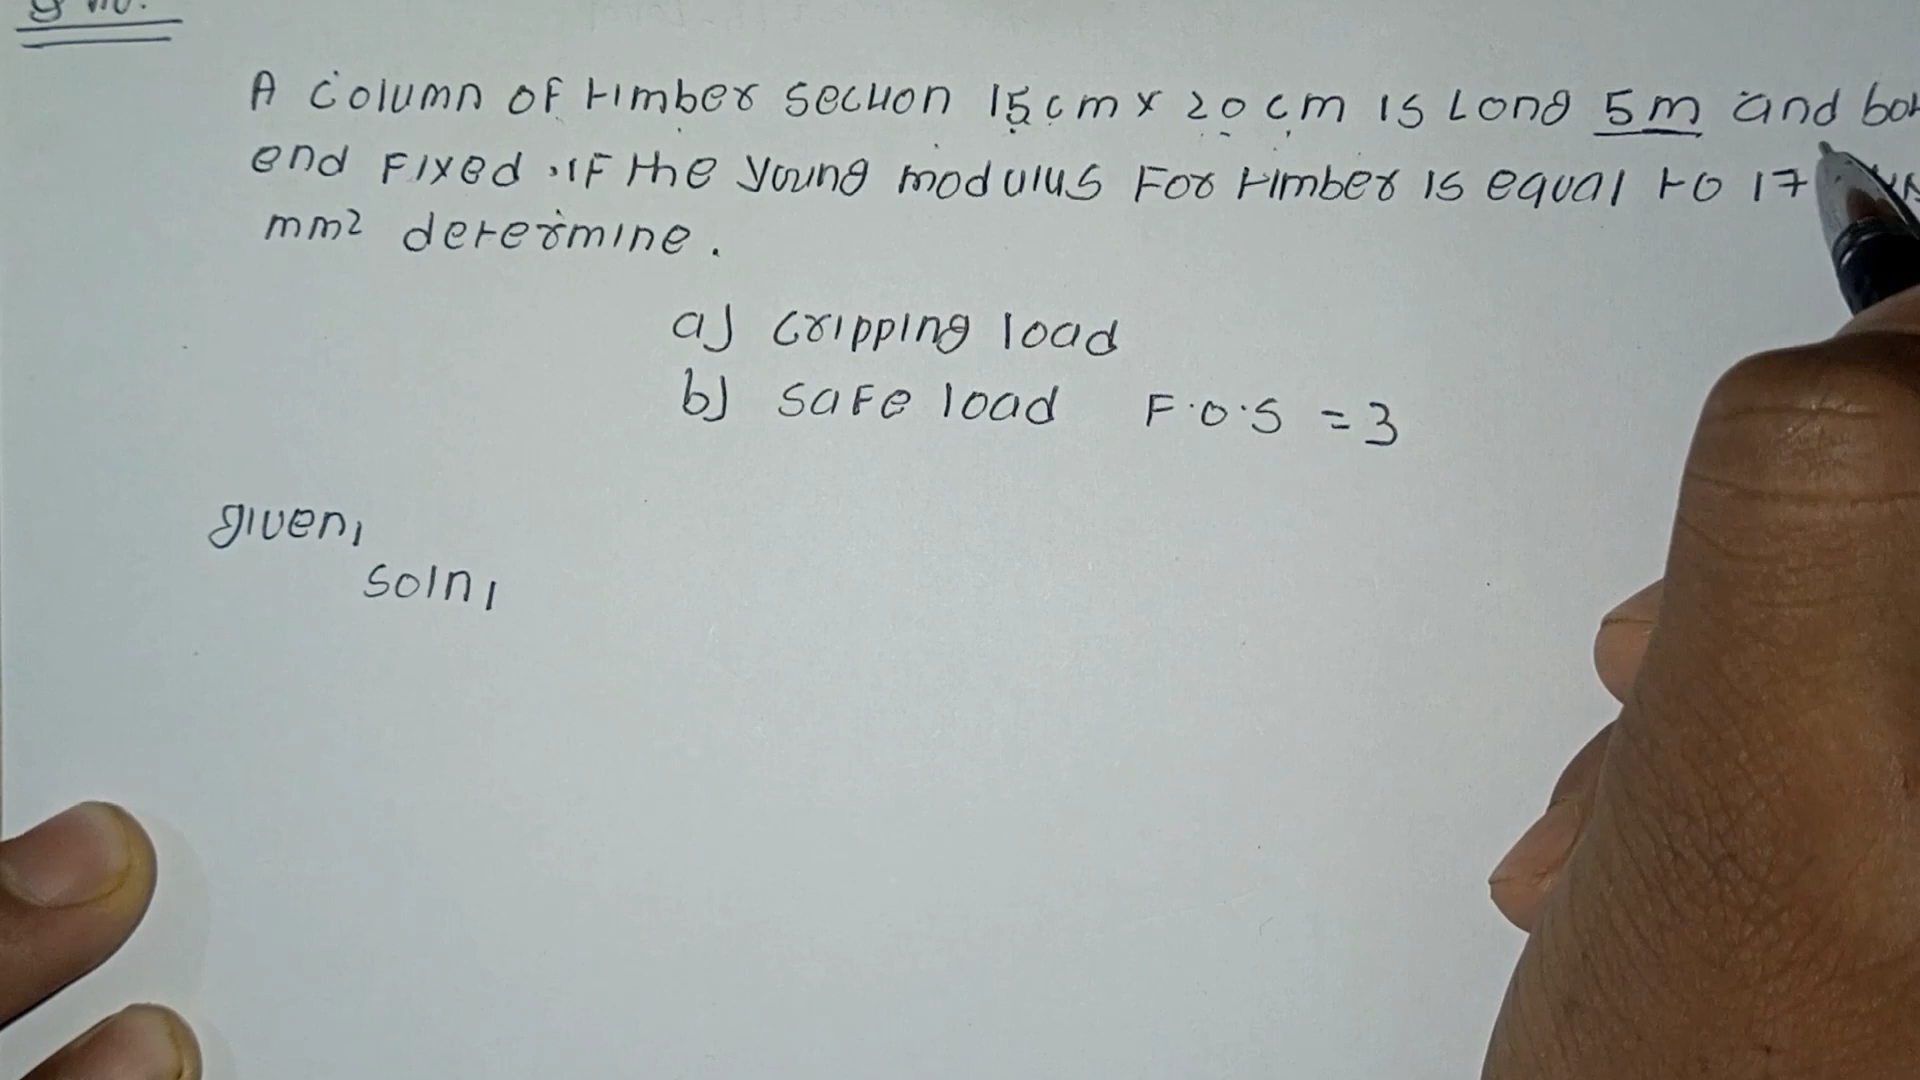 A column of timber section 15cm x 20cm is Long 5m and
end fixed . if the young modulus For timber is equal to 17
mm2 determine .
a) cripping load
b) safe load F.O.S = 3
given,
soln,